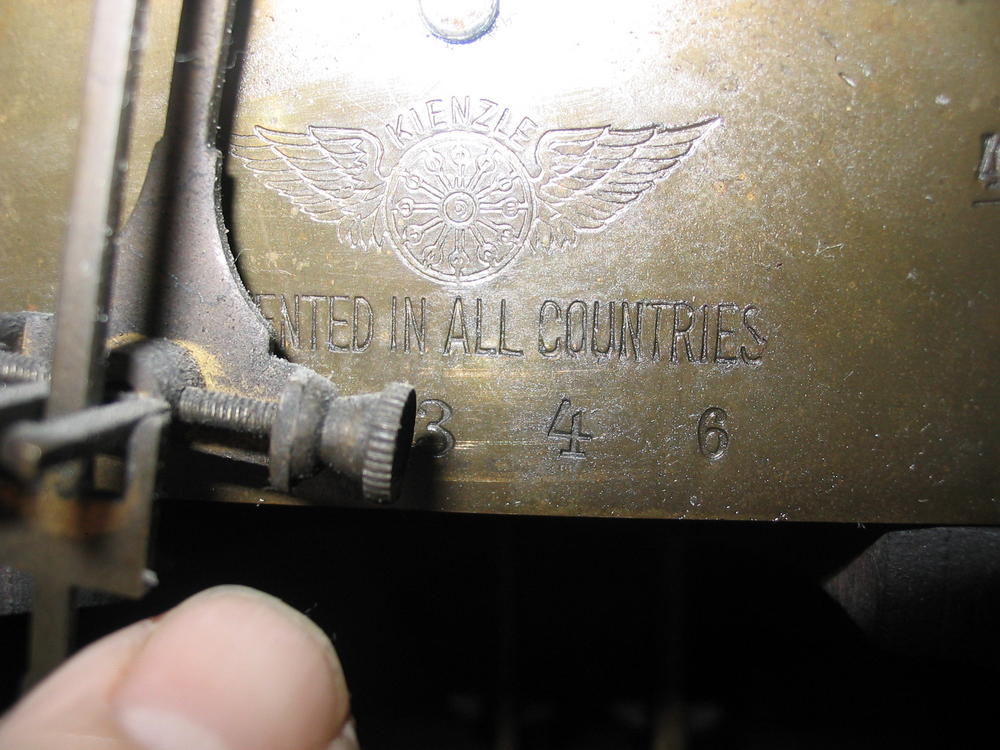 KIENZLE
ENTED IN ALL COUNTRIES
3 4 6